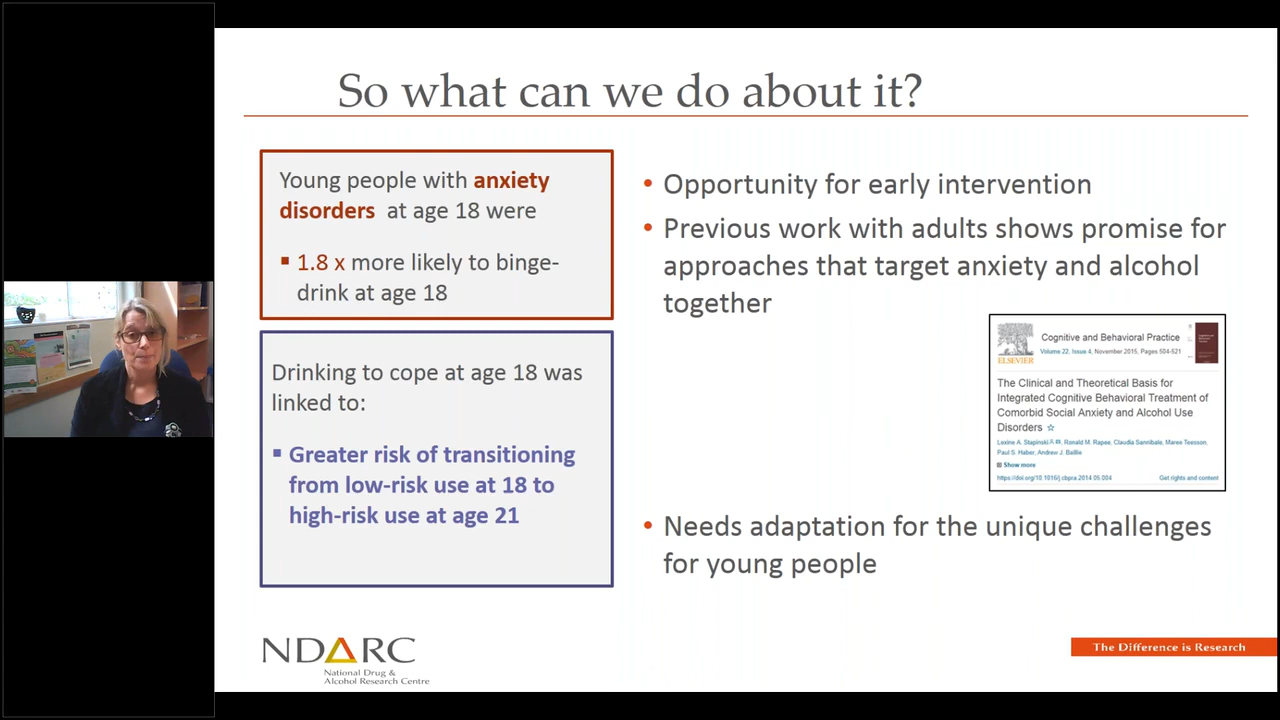 So what can we do about it?
Young people with anxiety
disorders at age 18 were
▪ 1.8 x more likely to binge-
drink at age 18
Drinking to cope at age 18 was
linked to:
▪ Greater risk of transitioning
from low-risk use at 18 to
high-risk use at age 21
• Opportunity for early intervention
• Previous work with adults shows promise for
approaches that target anxiety and alcohol
together
ELSEVIER
Cognitive and Behavioral Practice
Volume 22, Issue 4, November 2015, Pages 504-521
The Clinical and Theoretical Basis for
Integrated Cognitive Behavioral Treatment of
Comorbid Social Anxiety and Alcohol Use
Disorders ☆
Lexine A. Stapinski, Ronald M. Rapee, Claudia Sannibale, Maree Teesson,
Paul S. Haber, Andrew J. Baillie
Show more
https://doi.org/10.1016/j.cbpra.2014.05.004
Get rights and content
• Needs adaptation for the unique challenges
for young people
NDARC
National Drug &
Alcohol Research Centre
The Difference is Research